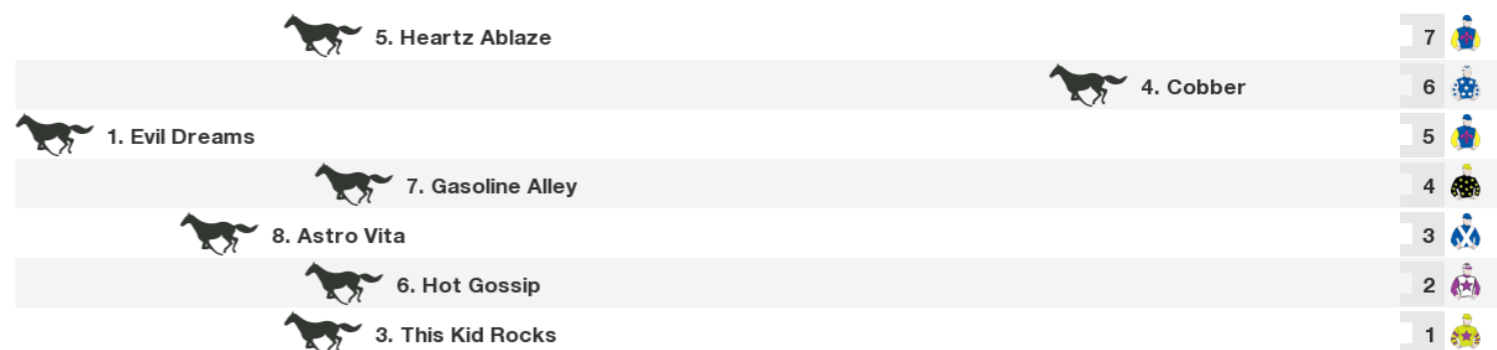 5. Heartz Ablaze 7
4. Cobber 6
1. Evil Dreams 5
7. Gasoline Alley 4
8. Astro Vita 3
6. Hot Gossip 2
3. This Kid Rocks 1